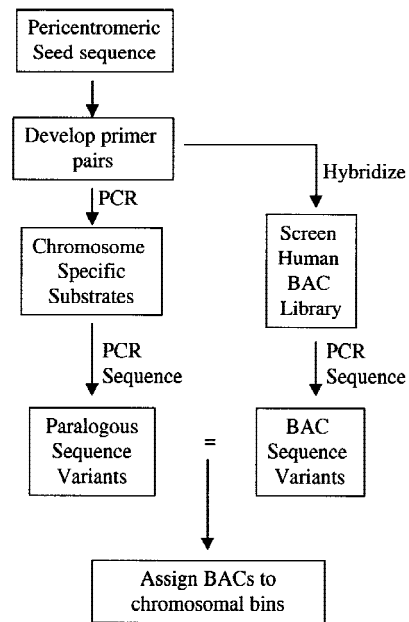 Pericentromeric
Seed sequence
Develop primer
pairs
Hybridize
PCR
Chromosome
Specific
Substrates
Screen
Human
BAC
Library
PCR
Sequence
PCR
Sequence
Paralogous
Sequence
Variants
=
BAC
Sequence
Variants
Assign BACs to
chromosomal bins